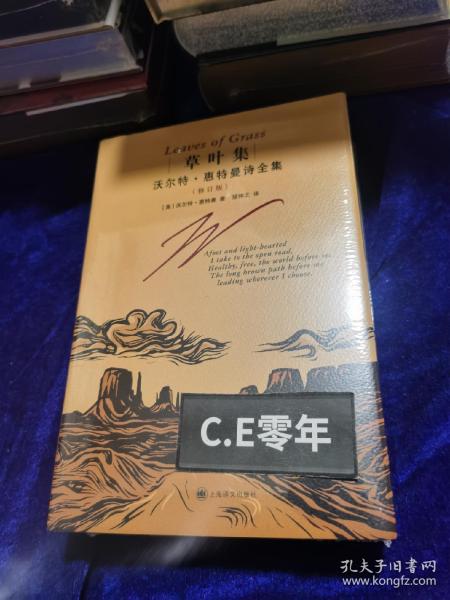 Leaves of Grass
草叶集
沃尔特·惠特曼诗全集
(修订版)
[美]沃尔特·惠特曼 著 邹仲之 译
W
Afoot and light-hearted
I take to the open road,
Healthy, free, the world before me,
The long brown path before me
leading wherever I choose.
C.E零年
上海译文出版社
孔夫子旧书网
www.kongfz.com